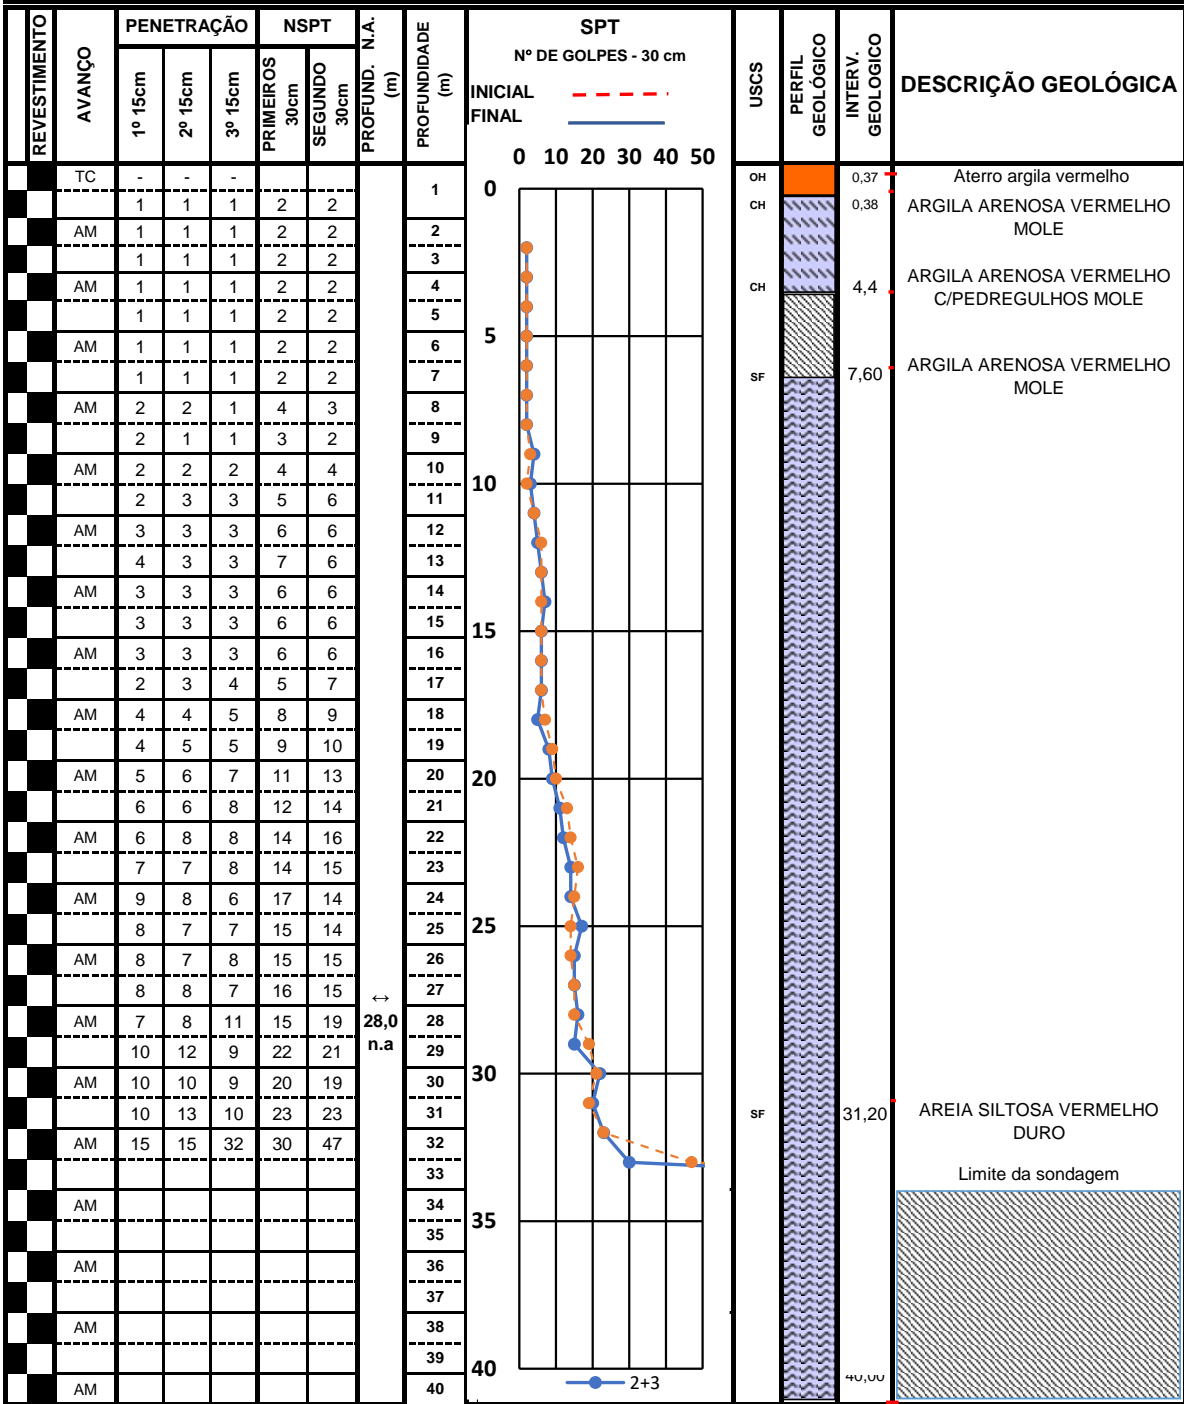 REVESTIMENTO
AVANÇO
PENETRAÇÃO
1º 15cm
2º 15cm
3º 15cm
NSPT
PRIMEIROS 30cm
SEGUNDO 30cm
PROFUND. N.A. (m)
PROFUNDIDADE (m)
SPT
Nº DE GOLPES - 30 cm
INICIAL
FINAL
0 10 20 30 40 50
USCS
PERFIL GEOLÓGICO
INTERV. GEOLOGICO
DESCRIÇÃO GEOLÓGICA
TC - - -
1
1 1 1 2 2
AM 1 1 1 2 2 2
1 1 1 2 2 3
AM 1 1 1 2 2 4
1 1 1 2 2 5
AM 1 1 1 2 2 6
1 1 1 2 2 7
AM 2 2 1 4 3 8
2 1 1 3 2 9
AM 2 2 2 4 4 10
2 3 3 5 6 11
AM 3 3 3 6 6 12
4 3 3 7 6 13
AM 3 3 3 6 6 14
3 3 3 6 6 15
AM 3 3 3 6 6 16
2 3 4 5 7 17
AM 4 4 5 8 9 18
4 5 5 9 10 19
AM 5 6 7 11 13 20
6 6 8 12 14 21
AM 6 8 8 14 16 22
7 7 8 14 15 23
AM 9 8 6 17 14 24
8 7 7 15 14 25
AM 8 7 8 15 15 26
8 8 7 16 15 27
↔
AM 7 8 11 15 19 28,0 28
10 12 9 22 21 n.a 29
AM 10 10 9 20 19 30
10 13 10 23 23 31
AM 15 15 32 30 47 32
33
AM 34
35
AM 36
37
AM 38
39
AM 40
0
5
10
15
20
25
30
35
40
2+3
OH 0,37 Aterro argila vermelho
CH 0,38 ARGILA ARENOSA VERMELHO
MOLE
CH 4,4 ARGILA ARENOSA VERMELHO
C/PEDREGULHOS MOLE
SF 7,60 ARGILA ARENOSA VERMELHO
MOLE
SF 31,20 AREIA SILTOSA VERMELHO
DURO
Limite da sondagem
40,00